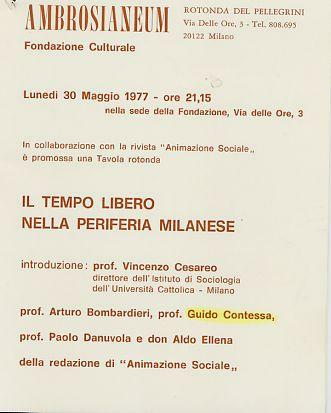 AMBROSIANEUM
Fondazione Culturale
ROTONDA DEL PELLEGRINI
Via Delle Ore, 3 - Tel. 808.695
20122 Milano
Lunedì 30 Maggio 1977 - ore 21,15
nella sede della Fondazione, Via delle Ore, 3
In collaborazione con la rivista "Animazione Sociale„
è promossa una Tavola rotonda
IL TEMPO LIBERO
NELLA PERIFERIA MILANESE
introduzione: prof. Vincenzo Cesareo
direttore dell'Istituto di Sociologia
dell'Università Cattolica - Milano
prof. Arturo Bombardieri, prof. Guido Contessa,
prof. Paolo Danuvola e don Aldo Ellena
della redazione di "Animazione Sociale„